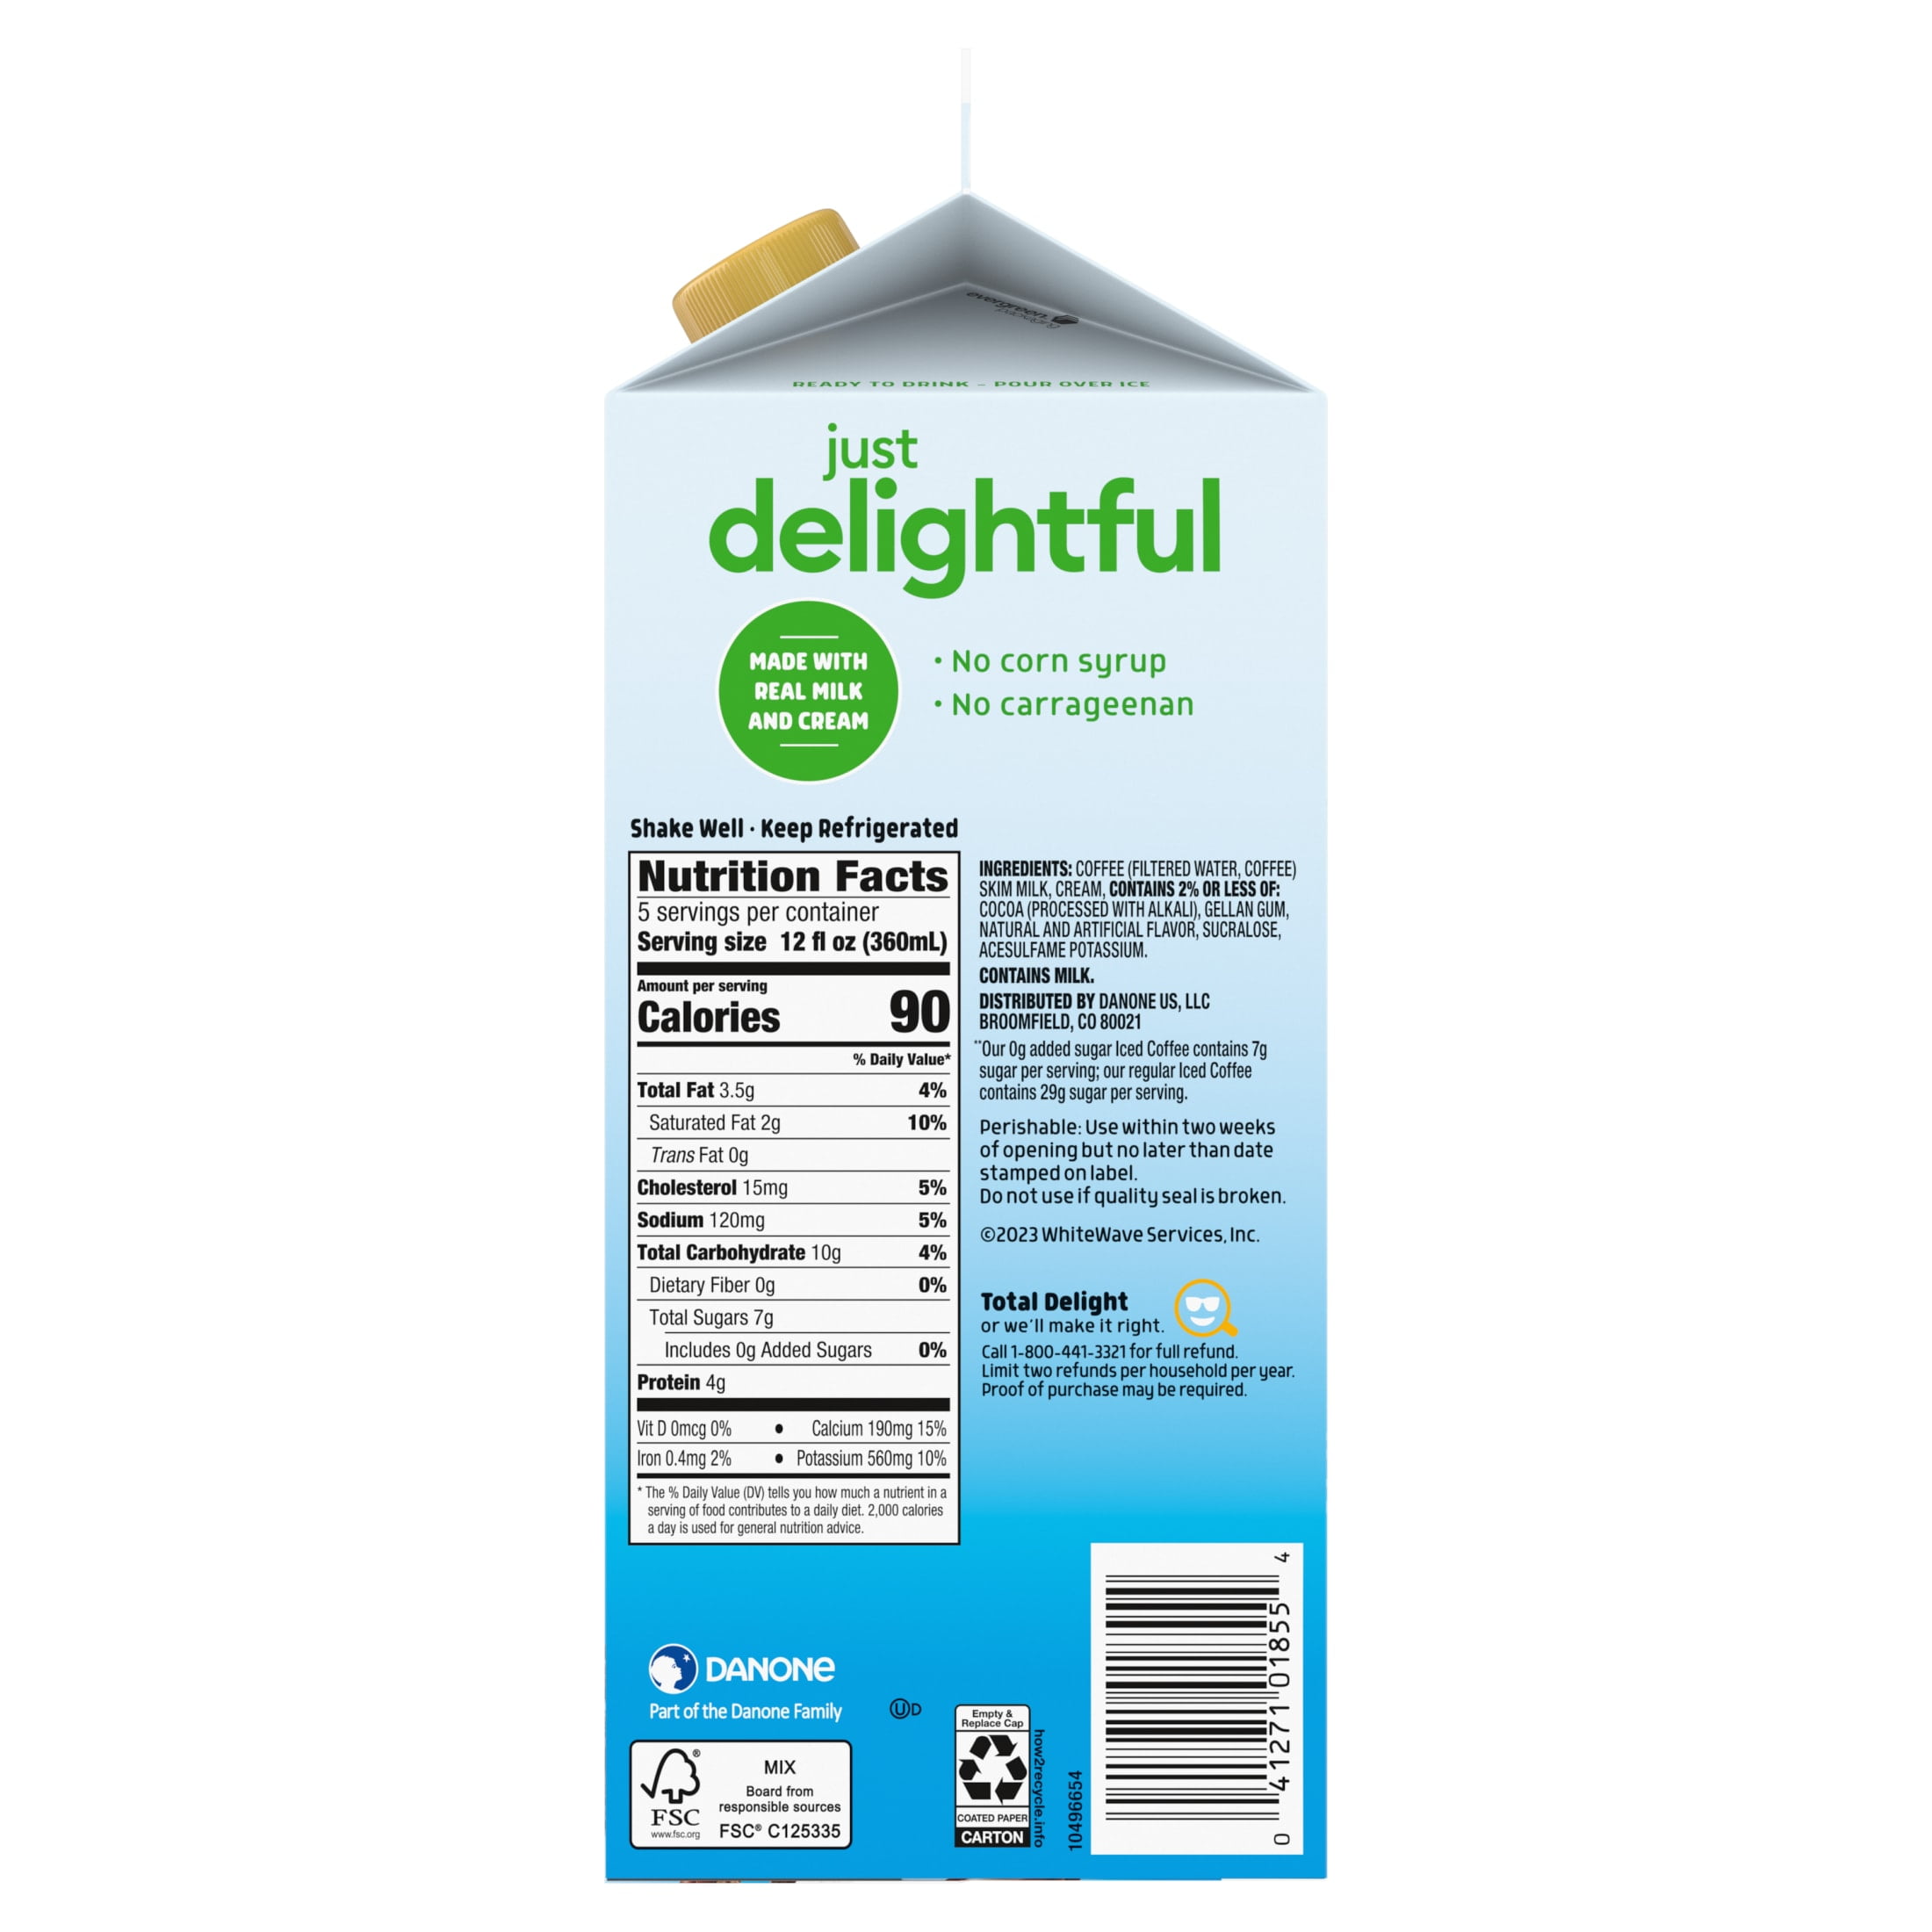 evergreen.
packaging
READY TO DRINK – POUR OVER ICE
just
delightful
MADE WITH
REAL MILK
AND CREAM
• No corn syrup
• No carrageenan
Shake Well · Keep Refrigerated
Nutrition Facts
5 servings per container
Serving size 12 fl oz (360mL)
Amount per serving
Calories 90
% Daily Value*
Total Fat 3.5g 4%
Saturated Fat 2g 10%
Trans Fat 0g
Cholesterol 15mg 5%
Sodium 120mg 5%
Total Carbohydrate 10g 4%
Dietary Fiber 0g 0%
Total Sugars 7g
Includes 0g Added Sugars 0%
Protein 4g
Vit D 0mcg 0% • Calcium 190mg 15%
Iron 0.4mg 2% • Potassium 560mg 10%
* The % Daily Value (DV) tells you how much a nutrient in a
serving of food contributes to a daily diet. 2,000 calories
a day is used for general nutrition advice.
INGREDIENTS: COFFEE (FILTERED WATER, COFFEE)
SKIM MILK, CREAM, CONTAINS 2% OR LESS OF:
COCOA (PROCESSED WITH ALKALI), GELLAN GUM,
NATURAL AND ARTIFICIAL FLAVOR, SUCRALOSE,
ACESULFAME POTASSIUM.
CONTAINS MILK.
DISTRIBUTED BY DANONE US, LLC
BROOMFIELD, CO 80021
**Our 0g added sugar Iced Coffee contains 7g
sugar per serving; our regular Iced Coffee
contains 29g sugar per serving.
Perishable: Use within two weeks
of opening but no later than date
stamped on label.
Do not use if quality seal is broken.
©2023 WhiteWave Services, Inc.
Total Delight
or we'll make it right.
Call 1-800-441-3321 for full refund.
Limit two refunds per household per year.
Proof of purchase may be required.
DANONE
Part of the Danone Family
UD
FSC®
www.fsc.org
MIX
Board from
responsible sources
FSC® C125335
Empty &
Replace Cap
COATED PAPER
CARTON
how2recycle.info
10496654
0 41271 01855 4